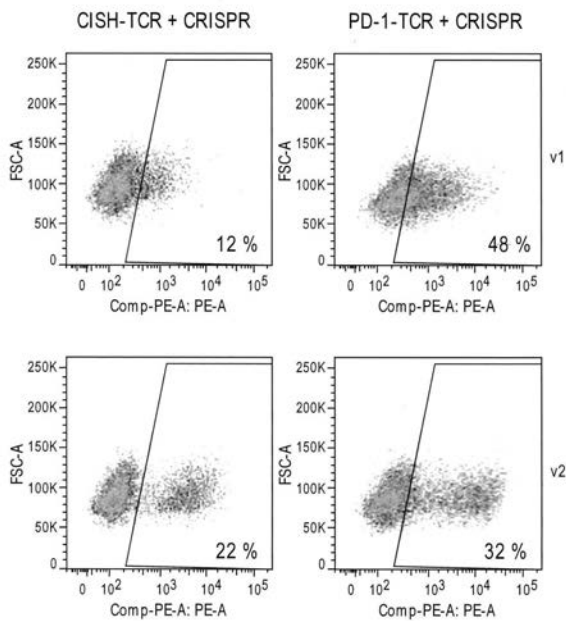 CISH-TCR + CRISPR
PD-1-TCR + CRISPR
250K
200K
150K
100K
50K
0
FSC-A
12 %
0 10² 10³ 10⁴ 10⁵
Comp-PE-A: PE-A
250K
200K
150K
100K
50K
0
FSC-A
48 %
0 10² 10³ 10⁴ 10⁵
Comp-PE-A: PE-A
v1
250K
200K
150K
100K
50K
0
FSC-A
22 %
0 10² 10³ 10⁴ 10⁵
Comp-PE-A: PE-A
250K
200K
150K
100K
50K
0
FSC-A
32 %
0 10² 10³ 10⁴ 10⁵
Comp-PE-A: PE-A
v2